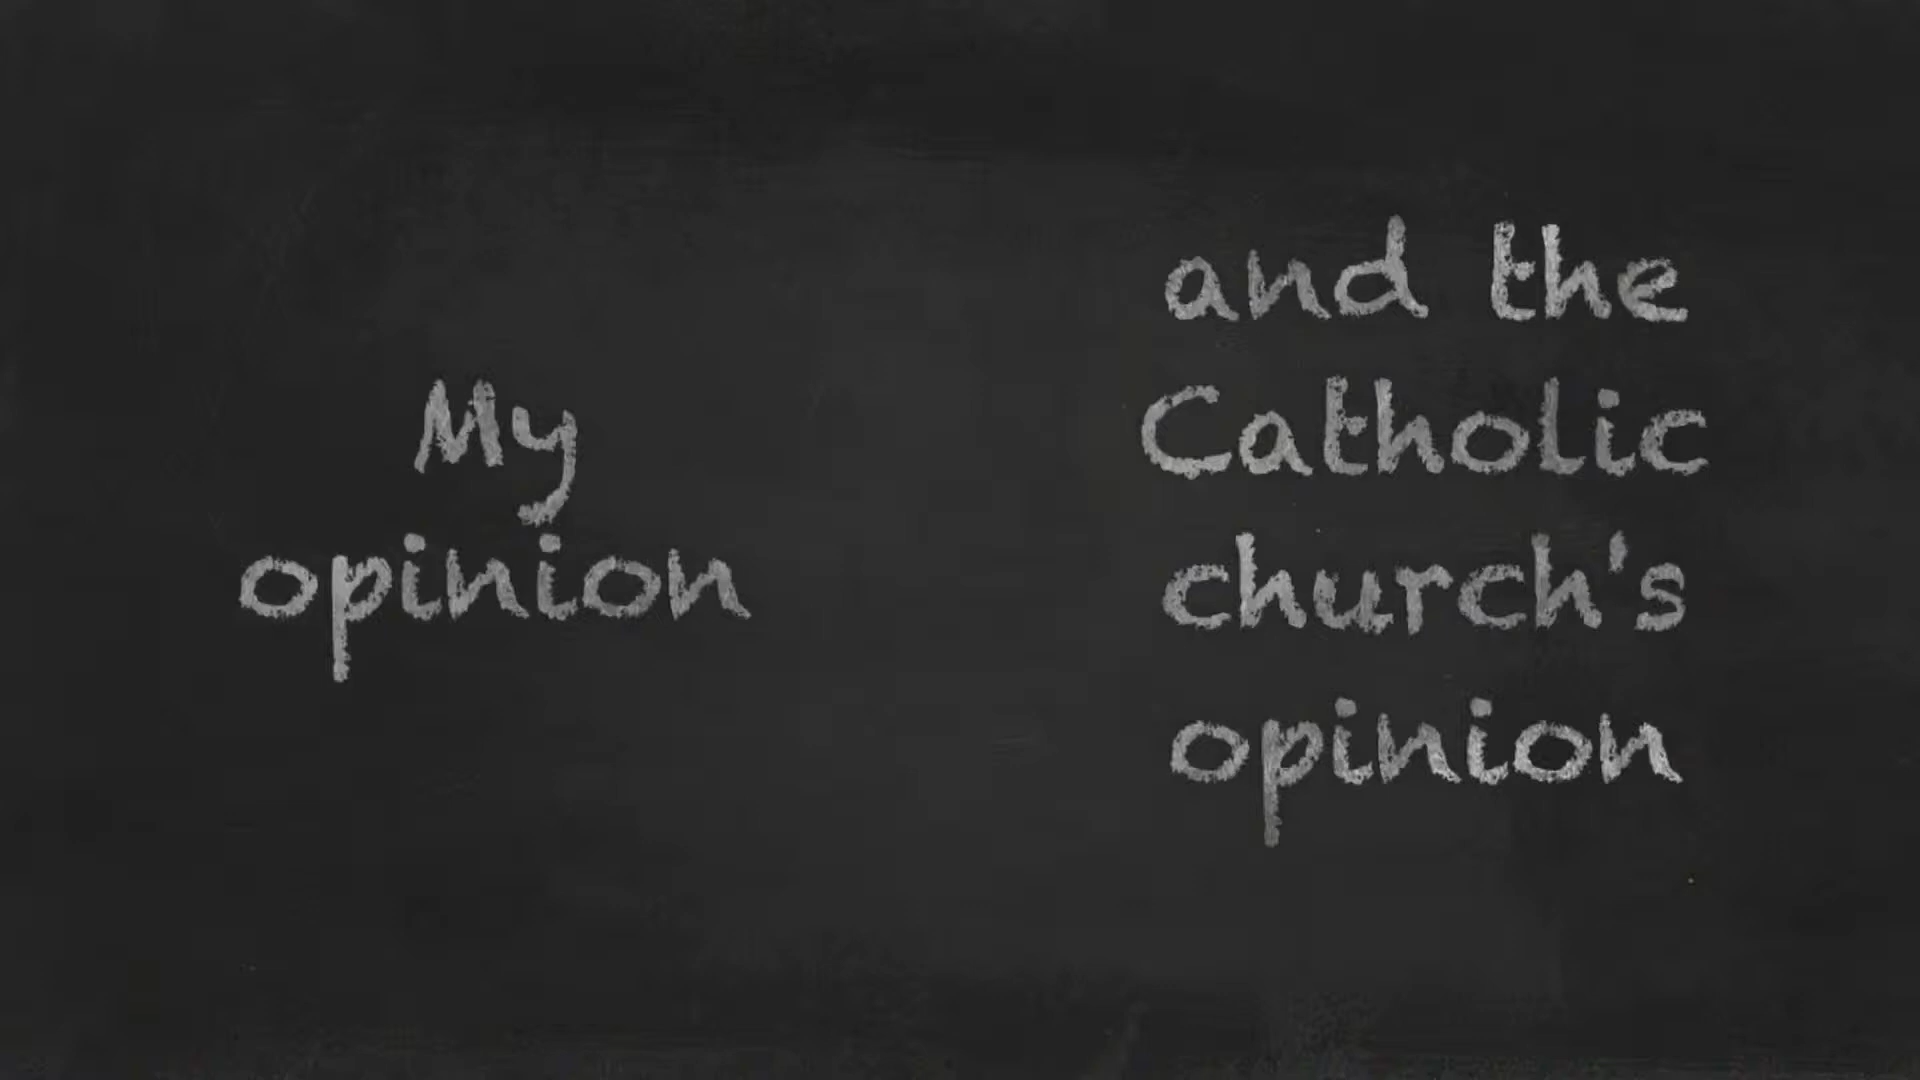 My
opinion
and the
Catholic
church's
opinion